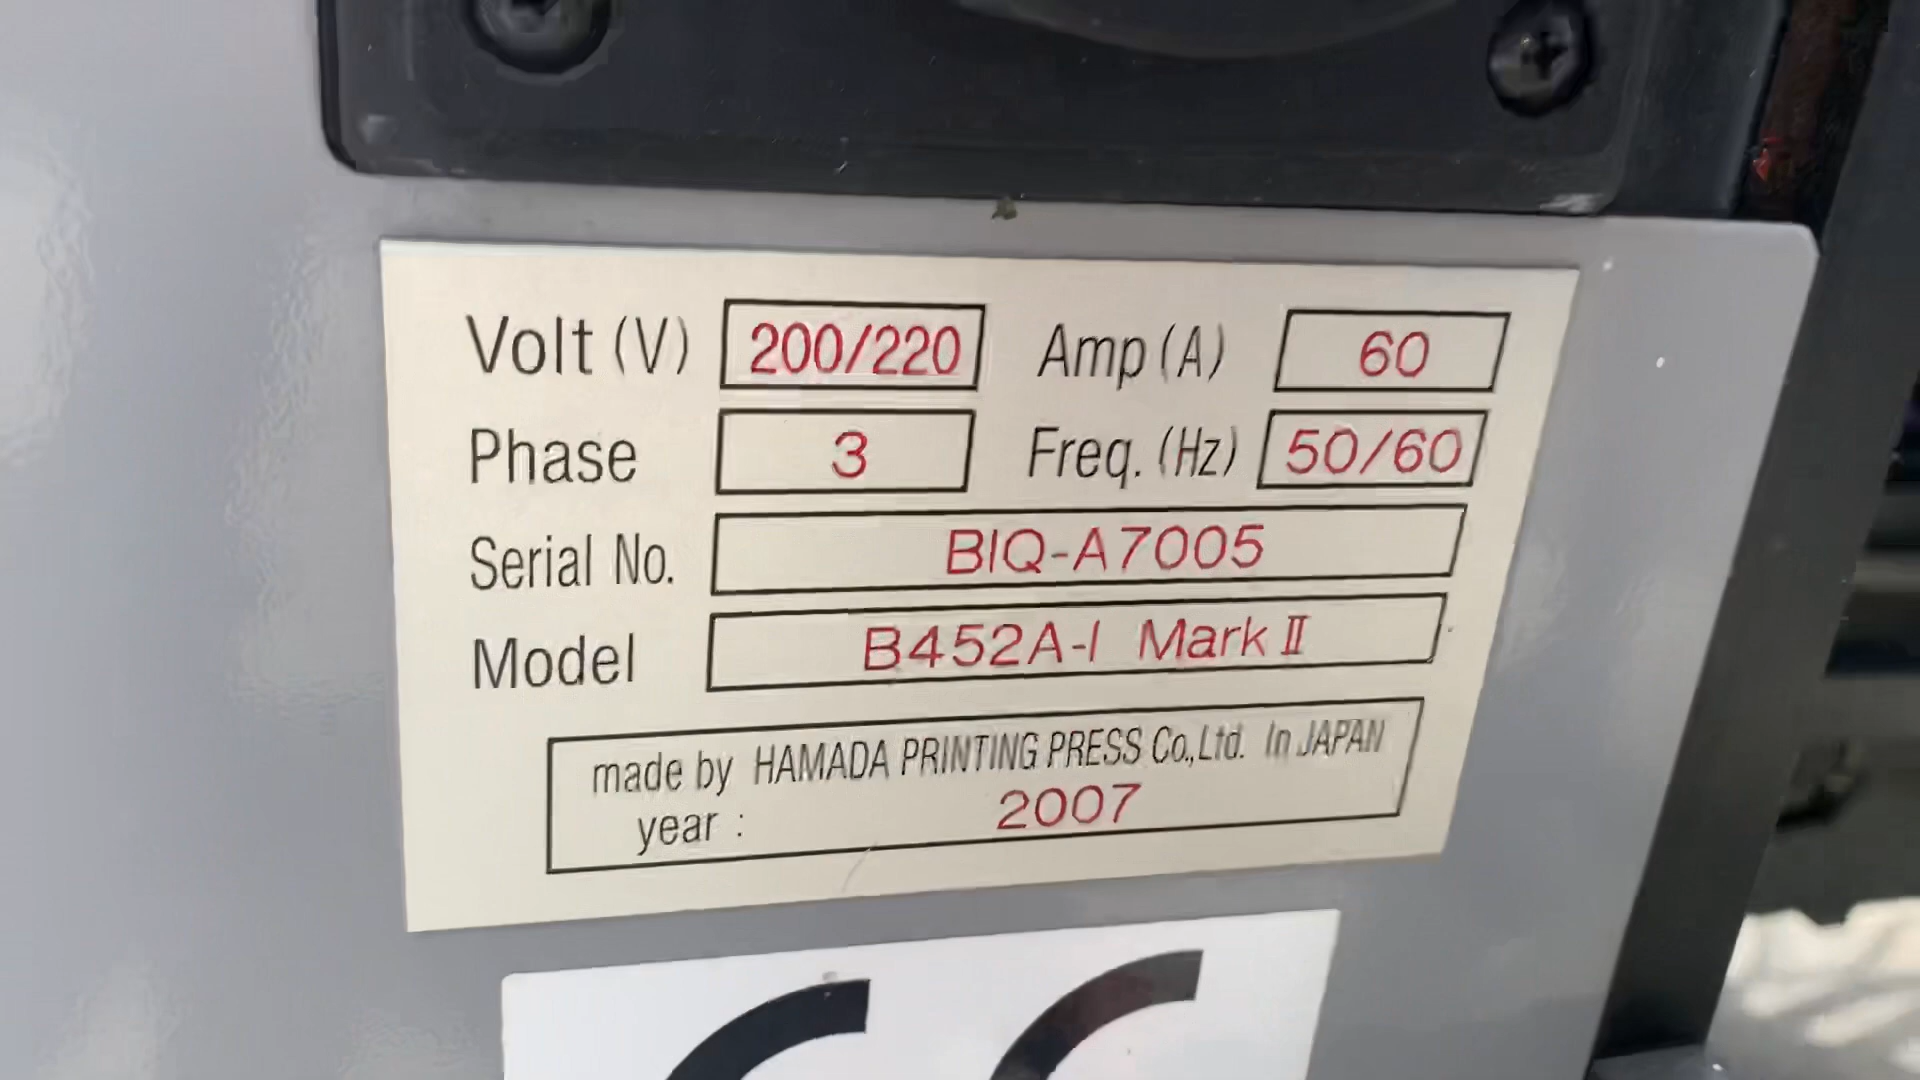 Volt (V) 200/220 Amp (A) 60
Phase 3 Freq. (Hz) 50/60
Serial No. BIQ-A7005
Model B452A-I Mark Ⅱ
made by HAMADA PRINTING PRESS Co.,Ltd. In JAPAN
year : 2007
CE